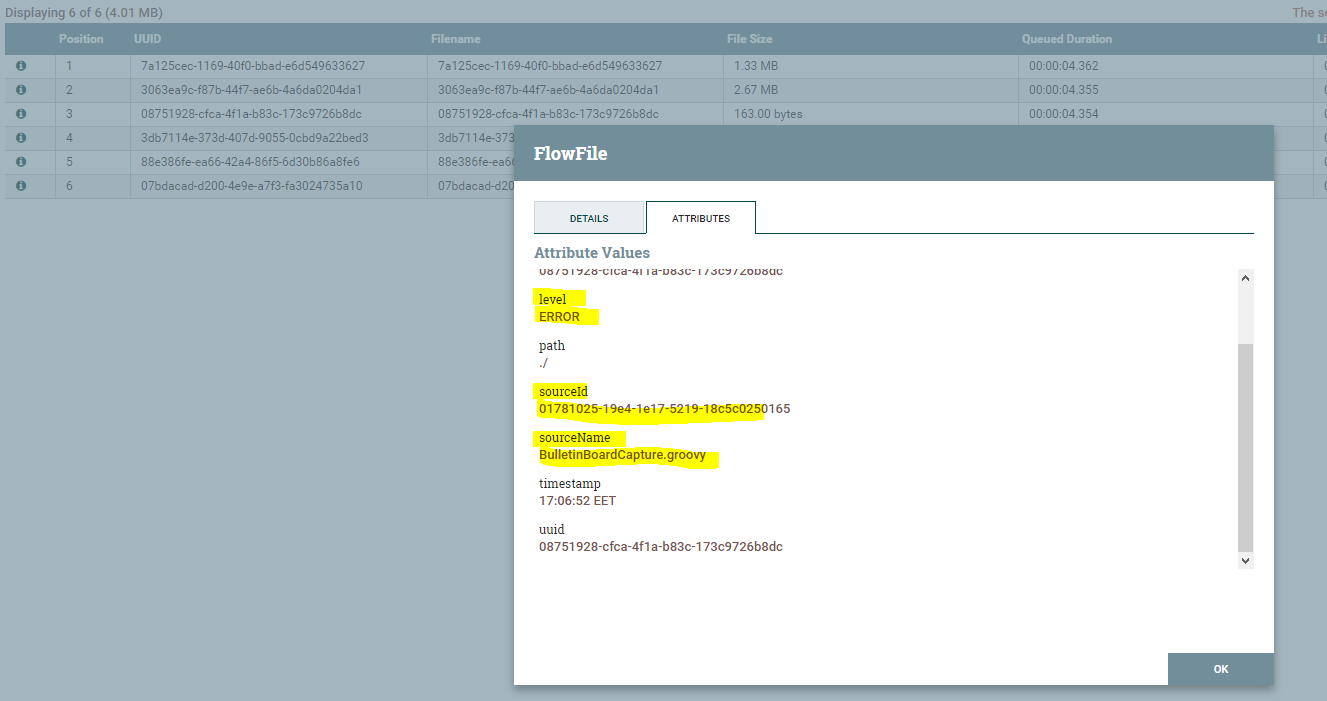 Displaying 6 of 6 (4.01 MB) The s
Position UUID Filename File Size Queued Duration Li
1 7a125cec-1169-40f0-bbad-e6d549633627 7a125cec-1169-40f0-bbad-e6d549633627 1.33 MB 00:00:04.362
2 3063ea9c-f87b-44f7-ae6b-4a6da0204da1 3063ea9c-f87b-44f7-ae6b-4a6da0204da1 2.67 MB 00:00:04.355
3 08751928-cfca-4f1a-b83c-173c9726b8dc 08751928-cfca-4f1a-b83c-173c9726b8dc 163.00 bytes 00:00:04.354
4 3db7114e-373d-407d-9055-0cbd9a22bed3 3db7114e-373
5 88e386fe-ea66-42a4-86f5-6d30b86a8fe6 88e386fe-ea66
6 07bdacad-d200-4e9e-a7f3-fa3024735a10 07bdacad-d20
FlowFile
DETAILS ATTRIBUTES
Attribute Values
08751928-cfca-4f1a-b83c-173c9726b8dc
level
ERROR
path
./
sourceId
01781025-19e4-1e17-5219-18c5c0250165
sourceName
BulletinBoardCapture.groovy
timestamp
17:06:52 EET
uuid
08751928-cfca-4f1a-b83c-173c9726b8dc
OK